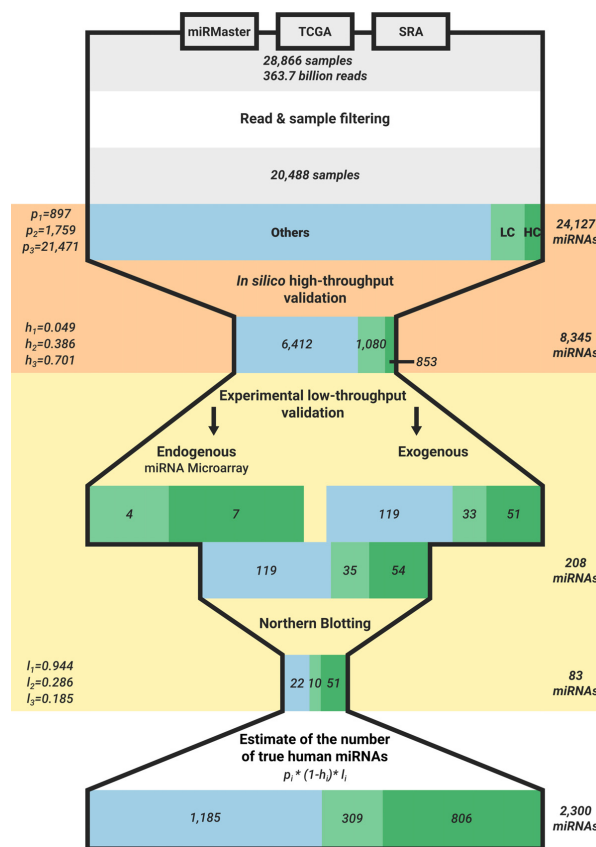 miRMaster TCGA SRA
28,866 samples
363.7 billion reads
Read & sample filtering
20,488 samples
p₁=897
p₂=1,759
p₃=21,471
Others LC HC
24,127
miRNAs
In silico high-throughput
validation
h₁=0.049
h₂=0.386
h₃=0.701
6,412 1,080
853
8,345
miRNAs
Experimental low-throughput
validation
Endogenous
miRNA Microarray
Exogenous
4 7 119 33 51
119 35 54
208
miRNAs
Northern Blotting
l₁=0.944
l₂=0.286
l₃=0.185
22 10 51
83
miRNAs
Estimate of the number
of true human miRNAs
pᵢ * (1-hᵢ)* lᵢ
1,185 309 806
2,300
miRNAs